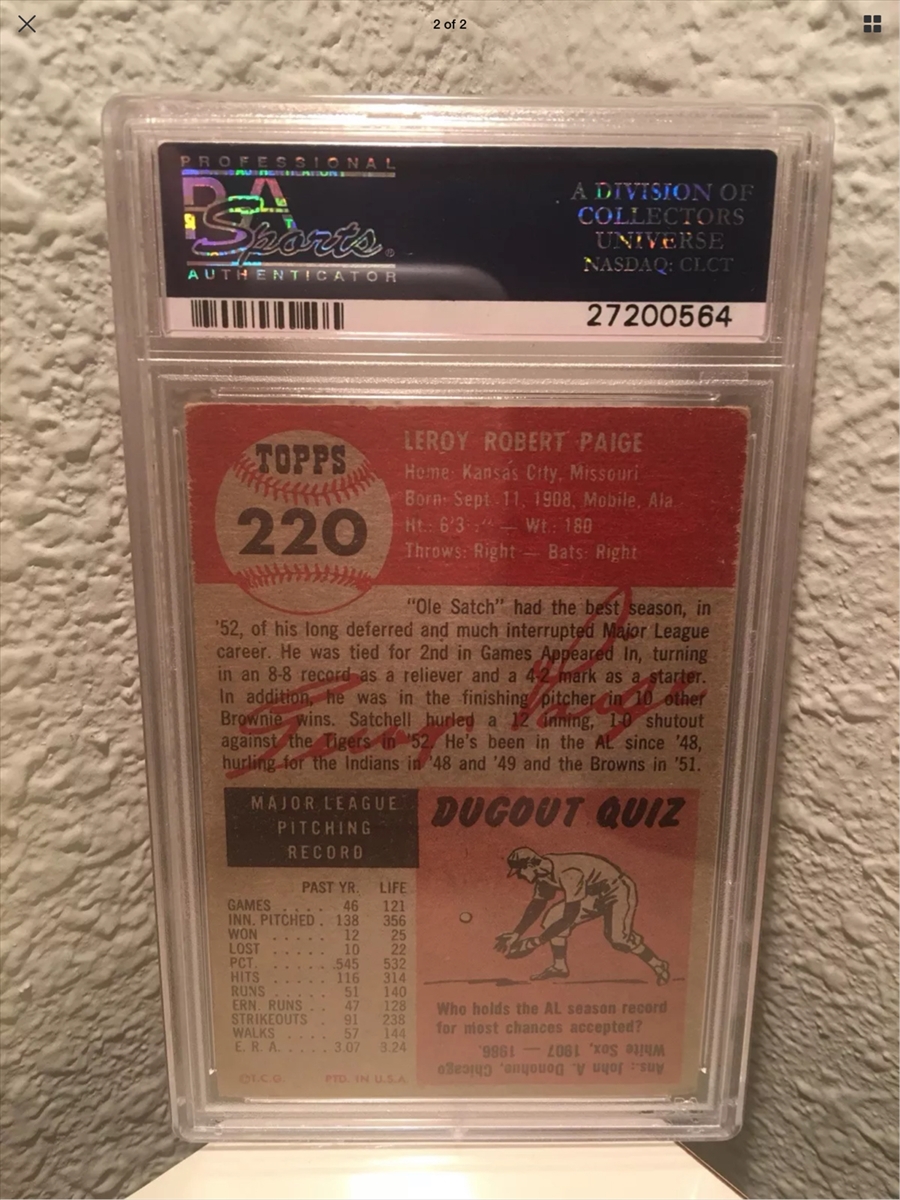 2 of 2
PROFESSIONAL
PSA
Sports
AUTHENTICATOR
A DIVISION OF
COLLECTORS
UNIVERSE
NASDAQ: CLCT
27200564
TOPPS
220
LEROY ROBERT PAIGE
Home: Kansas City, Missouri
Born: Sept. 11, 1908, Mobile, Ala.
Ht.: 6'3 — Wt.: 180
Throws: Right — Bats: Right
"Ole Satch" had the best season, in
'52, of his long deferred and much interrupted Major League
career. He was tied for 2nd in Games Appeared In, turning
in an 8-8 record as a reliever and a 4-2 mark as a starter.
In addition, he was in the finishing pitcher in 10 other
Brownie wins. Satchell hurled a 12 inning, 1-0 shutout
against the Tigers in '52. He's been in the AL since '48,
hurling for the Indians in '48 and '49 and the Browns in '51.
MAJOR LEAGUE
PITCHING
RECORD
PAST YR. LIFE
GAMES .... 46 121
INN. PITCHED . 138 356
WON ..... 12 25
LOST ..... 10 22
PCT. ...... .545 .532
HITS ..... 116 314
RUNS ..... 51 140
ERN. RUNS .. 47 128
STRIKEOUTS . 91 238
WALKS .... 57 144
E. R. A. ..... 3.07 3.24
©T.C.G. PTD. IN U.S.A.
DUGOUT QUIZ
Who holds the AL season record
for most chances accepted?
Ans.: John A. Donohue, Chicago
White Sox, 1907 — 1986.